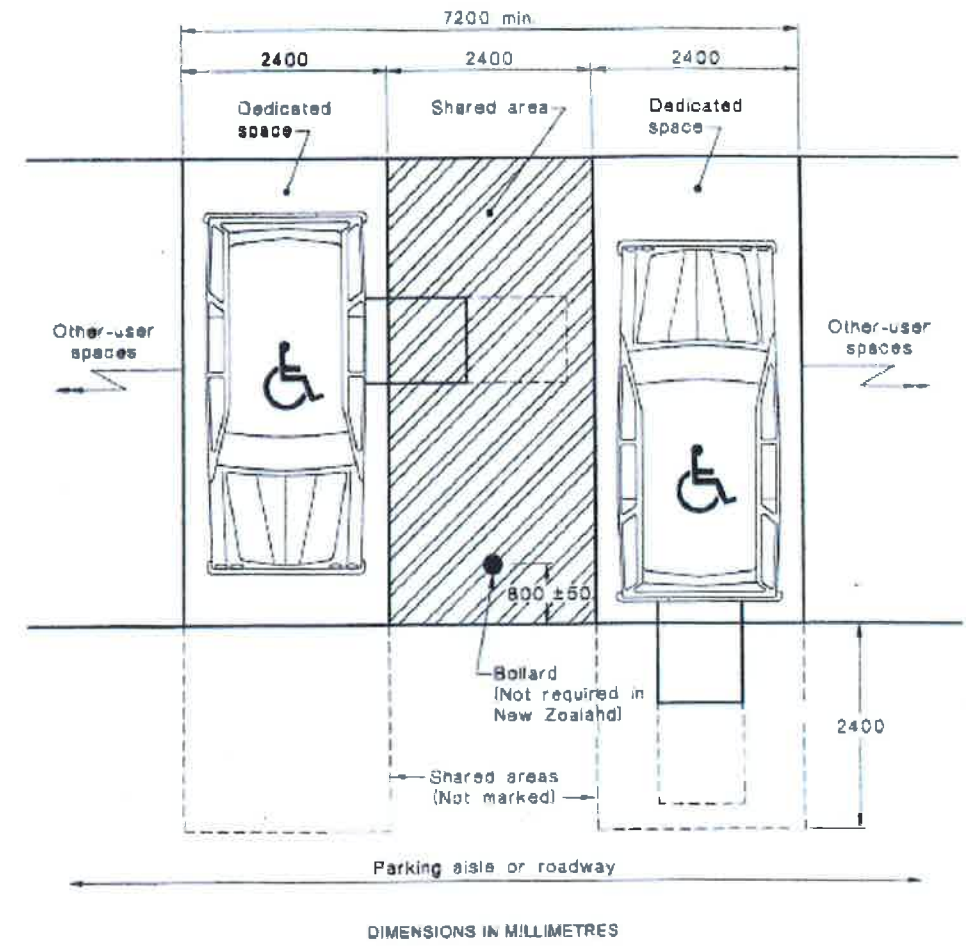 7200 min.
2400
2400
2400
Dedicated
space
Shared area
Dedicated
space
Other-user
spaces
Other-user
spaces
800 ±50
Bollard
(Not required in
New Zealand)
2400
Shared areas
(Not marked)
Parking aisle or roadway
DIMENSIONS IN MILLIMETRES